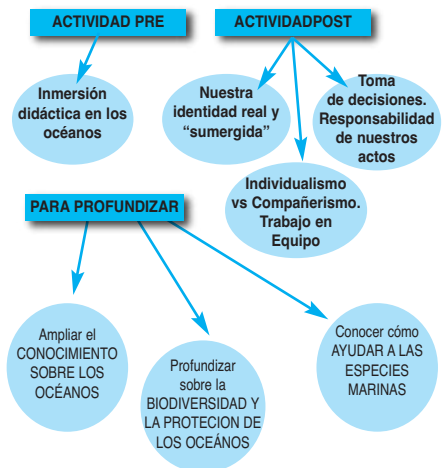 ACTIVIDAD PRE
Inmersión
didáctica en los
océanos
ACTIVIDADPOST
Nuestra
identidad real y
“sumergida”
Individualismo
vs Compañerismo.
Trabajo en
Equipo
Toma
de decisiones.
Responsabilidad
de nuestros
actos
PARA PROFUNDIZAR
Ampliar el
CONOCIMIENTO
SOBRE LOS
OCÉANOS
Profundizar
sobre la
BIODIVERSIDAD Y
LA PROTECION DE
LOS OCEÁNOS
Conocer cómo
AYUDAR A LAS
ESPECIES
MARINAS